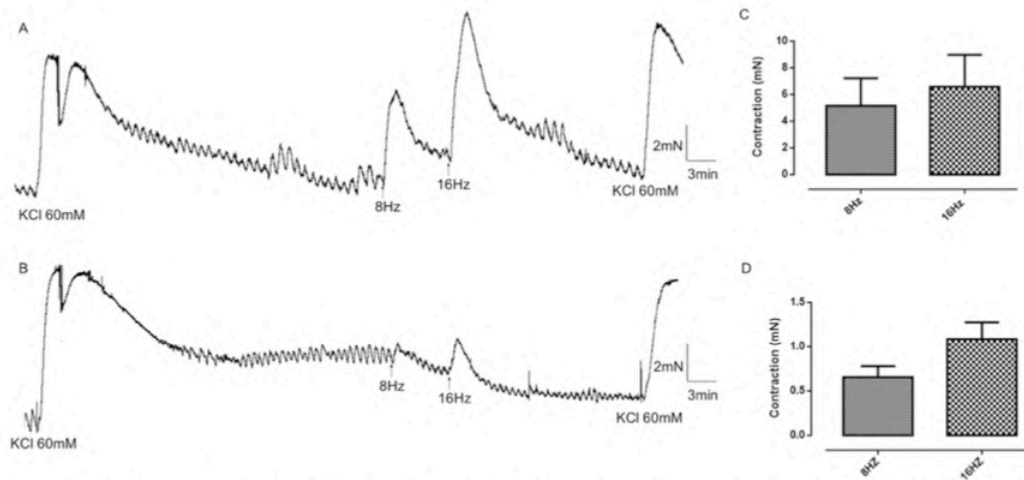 A
KCl 60mM
8Hz
16Hz
KCl 60mM
2mN
3min
C
Contraction (mN)
10
8
6
4
2
0
8Hz
16Hz
B
KCl 60mM
8Hz
16Hz
KCl 60mM
2mN
3min
D
Contraction (mN)
1.5
1.0
0.5
0.0
8HZ
16HZ